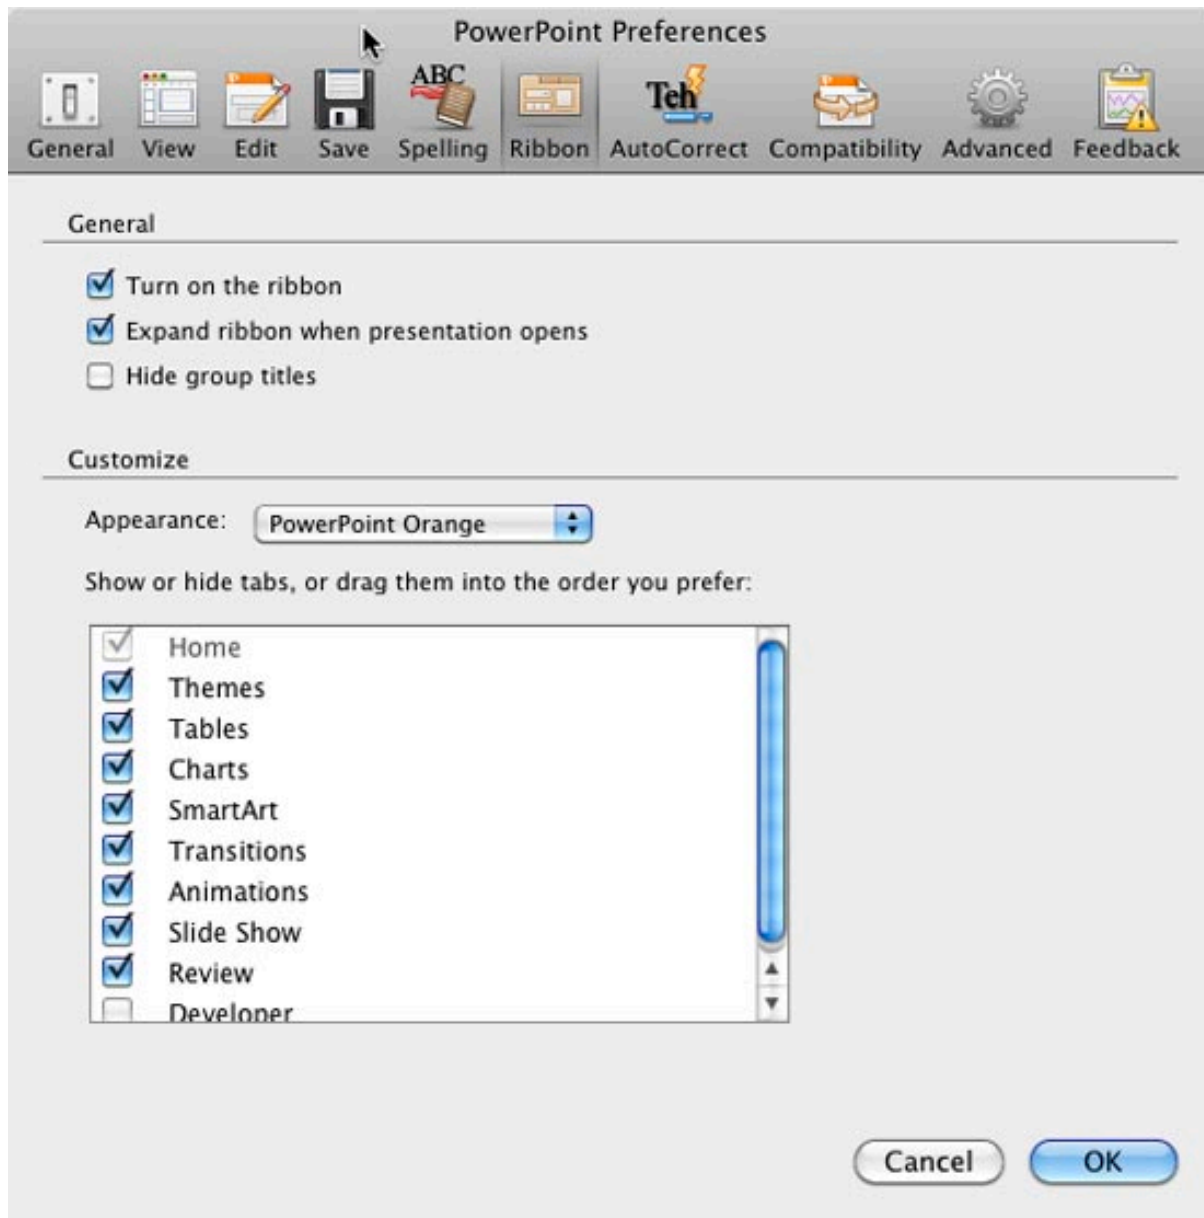 PowerPoint Preferences
ABC
Teh
General View Edit Save Spelling Ribbon AutoCorrect Compatibility Advanced Feedback
General
Turn on the ribbon
Expand ribbon when presentation opens
Hide group titles
Customize
Appearance: PowerPoint Orange
Show or hide tabs, or drag them into the order you prefer:
Home
Themes
Tables
Charts
SmartArt
Transitions
Animations
Slide Show
Review
Developer
Cancel OK